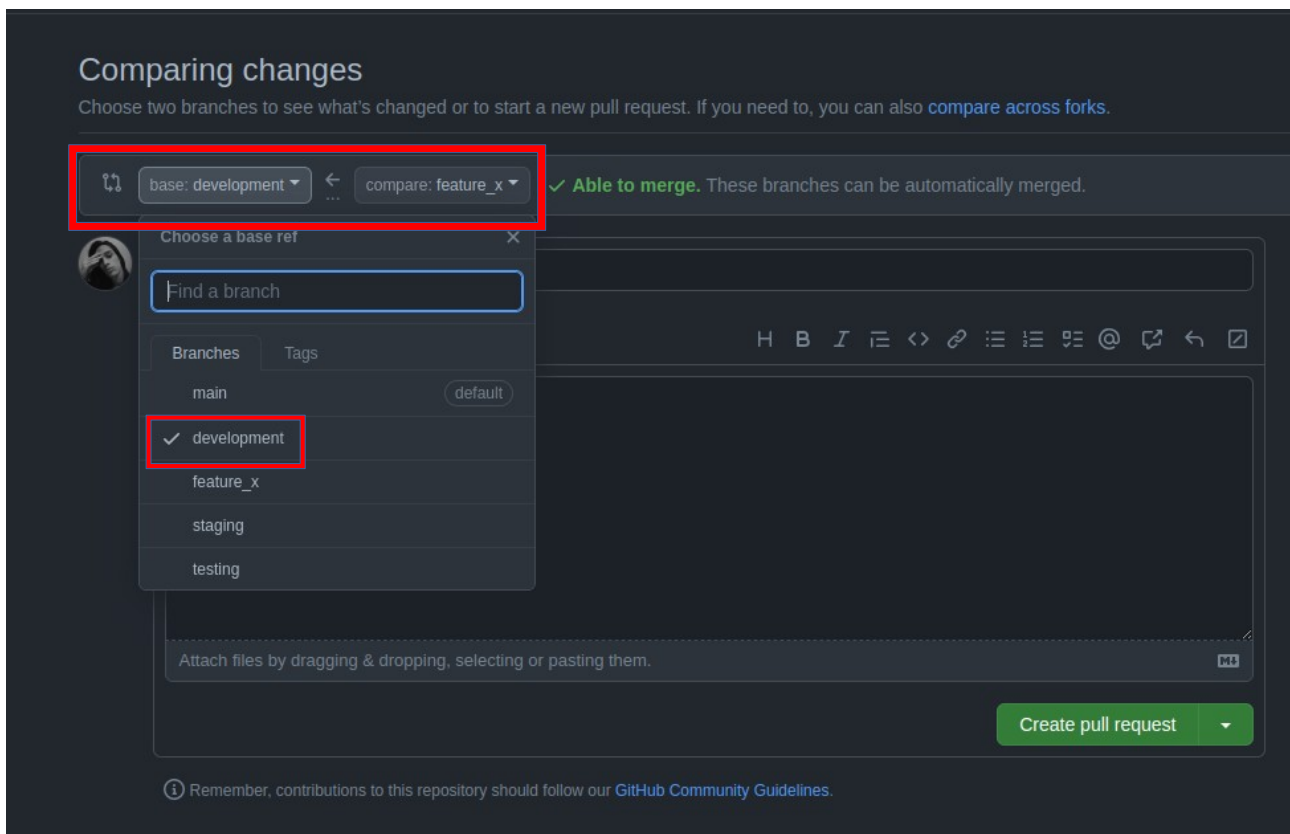 Comparing changes
Choose two branches to see what's changed or to start a new pull request. If you need to, you can also compare across forks.
base: development ← compare: feature_x ✓ Able to merge. These branches can be automatically merged.
...
Choose a base ref
Find a branch
Branches Tags
H B I @
main default
✓ development
feature_x
staging
testing
Attach files by dragging & dropping, selecting or pasting them.
Create pull request
Remember, contributions to this repository should follow our GitHub Community Guidelines.